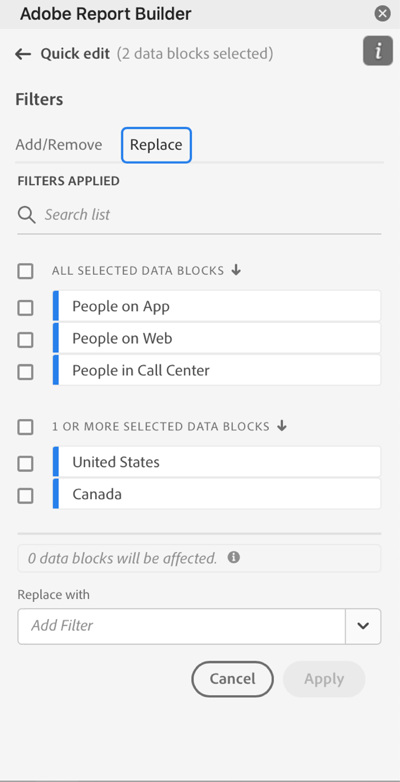 Adobe Report Builder
Quick edit (2 data blocks selected)
i
Filters
Add/Remove Replace
FILTERS APPLIED
Search list
ALL SELECTED DATA BLOCKS
People on App
People on Web
People in Call Center
1 OR MORE SELECTED DATA BLOCKS
United States
Canada
0 data blocks will be affected.
Replace with
Add Filter
Cancel Apply